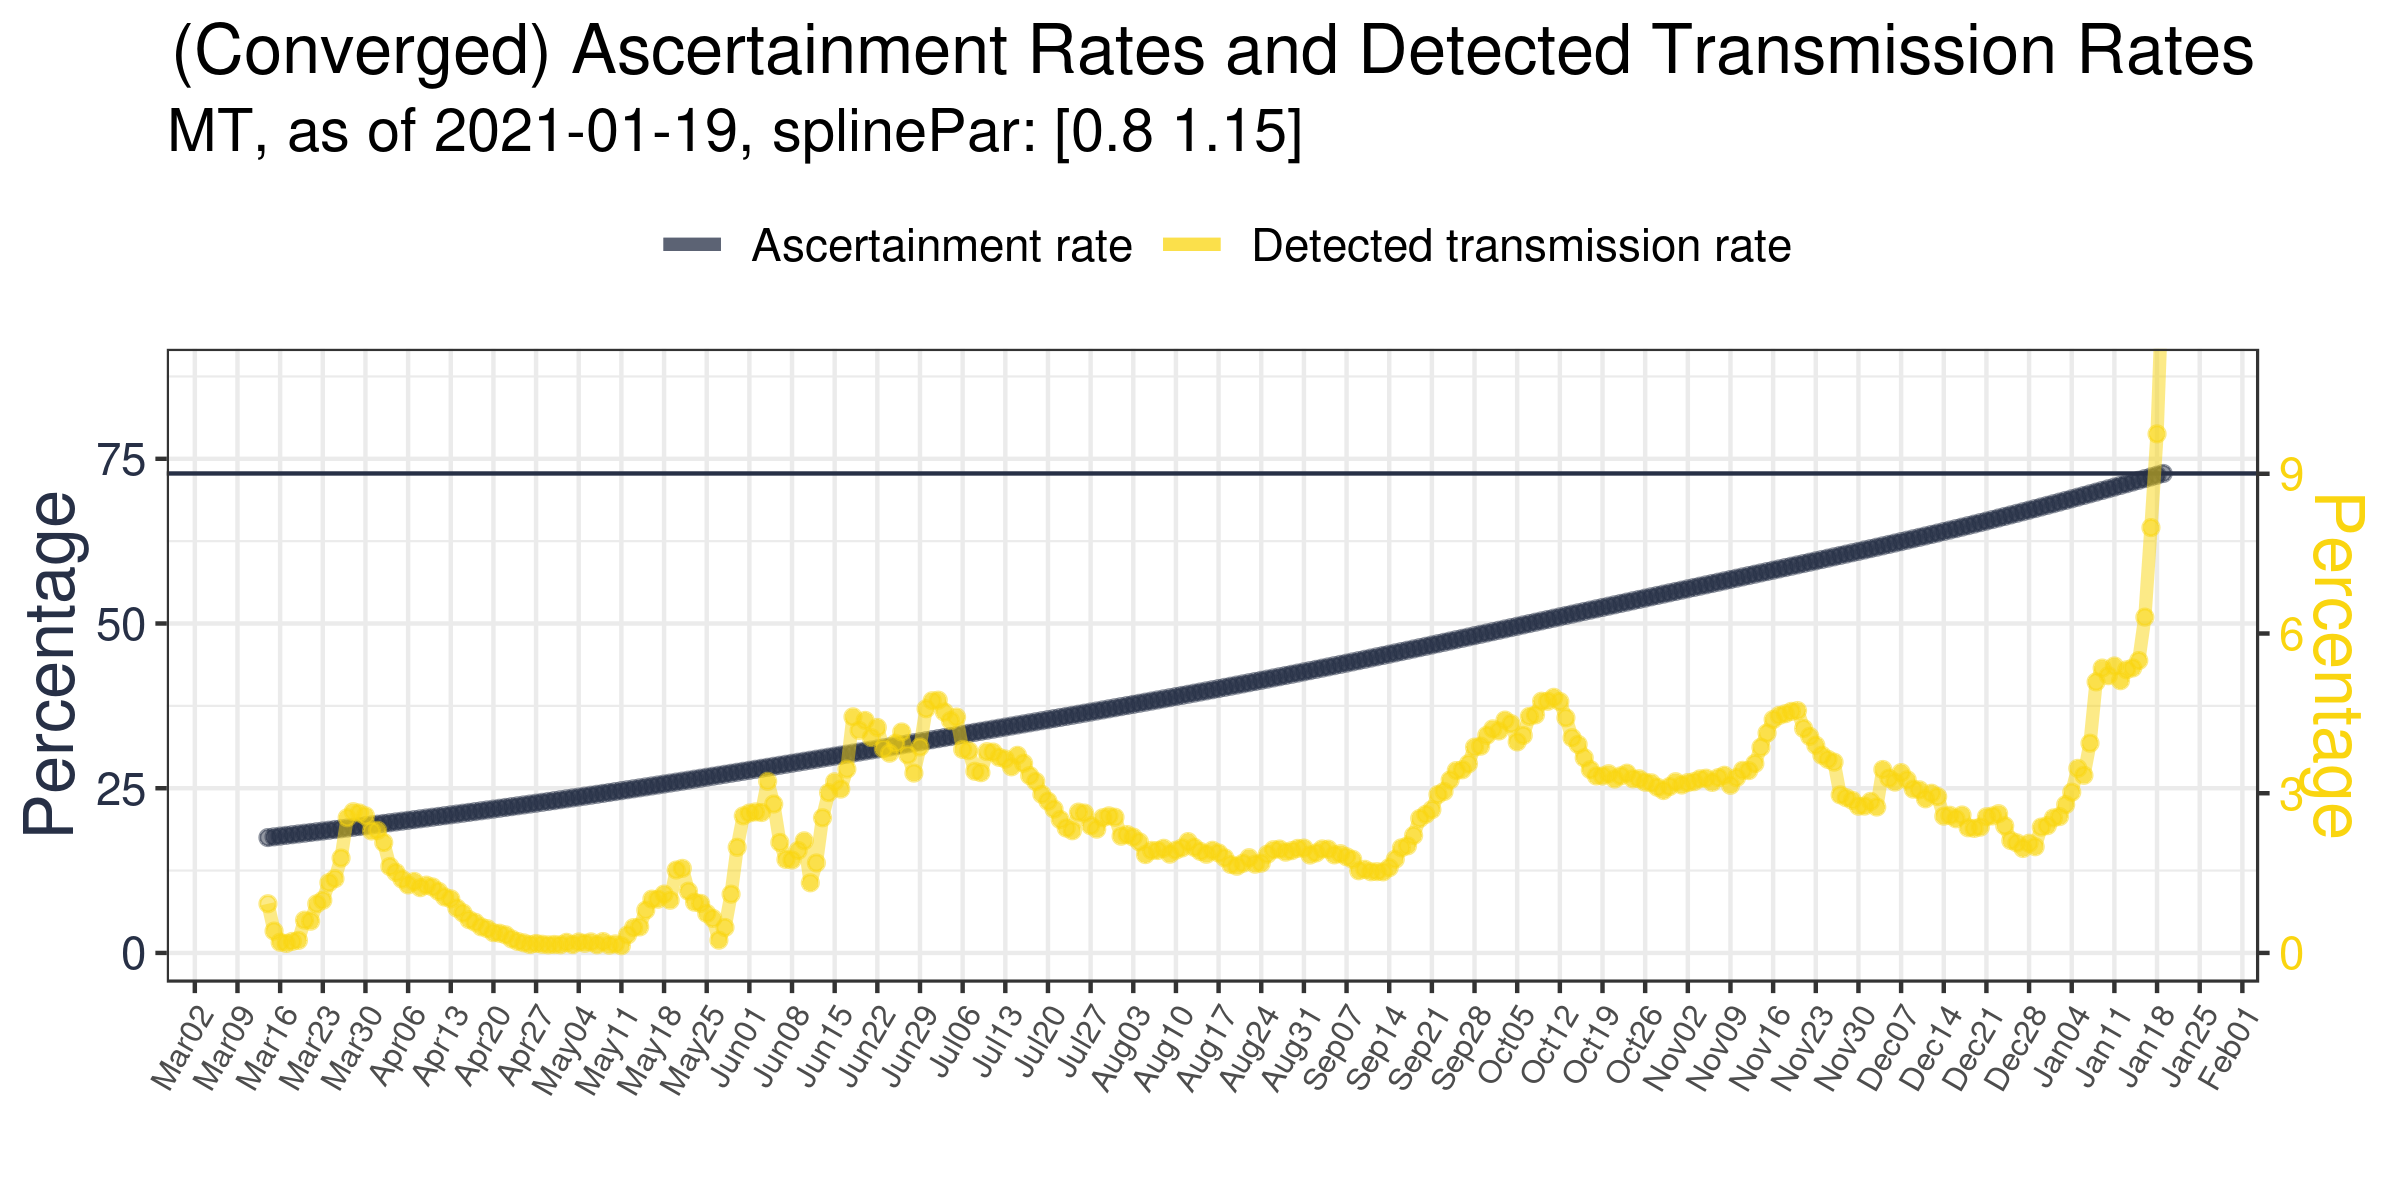 (Converged) Ascertainment Rates and Detected Transmission Rates
MT, as of 2021-01-19, splinePar: [0.8 1.15]
Ascertainment rate Detected transmission rate
Percentage
75
50
25
0
9
6
3
0
Percentage
Mar02 Mar09 Mar16 Mar23 Mar30 Apr06 Apr13 Apr20 Apr27 May04 May11 May18 May25 Jun01 Jun08 Jun15 Jun22 Jun29 Jul06 Jul13 Jul20 Jul27 Aug03 Aug10 Aug17 Aug24 Aug31 Sep07 Sep14 Sep21 Sep28 Oct05 Oct12 Oct19 Oct26 Nov02 Nov09 Nov16 Nov23 Nov30 Dec07 Dec14 Dec21 Dec28 Jan04 Jan11 Jan18 Jan25 Feb01